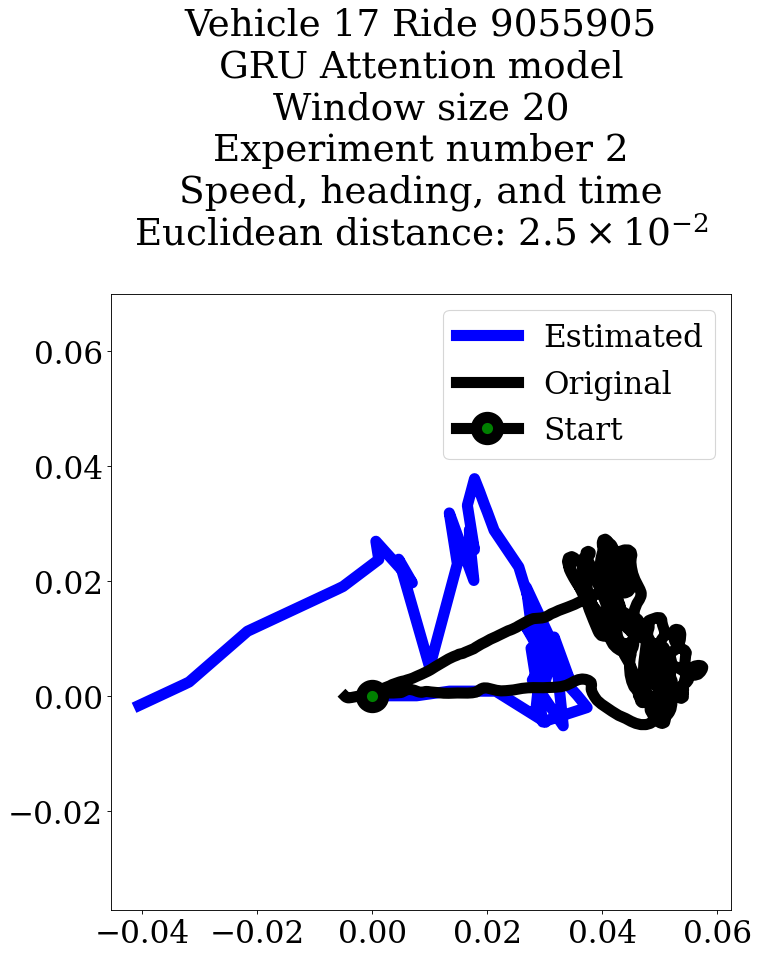 Vehicle 17 Ride 9055905
GRU Attention model
Window size 20
Experiment number 2
Speed, heading, and time
Euclidean distance: 2.5 × 10⁻²
Estimated
Original
Start
0.06
0.04
0.02
0.00
−0.02
−0.04 −0.02 0.00 0.02 0.04 0.06